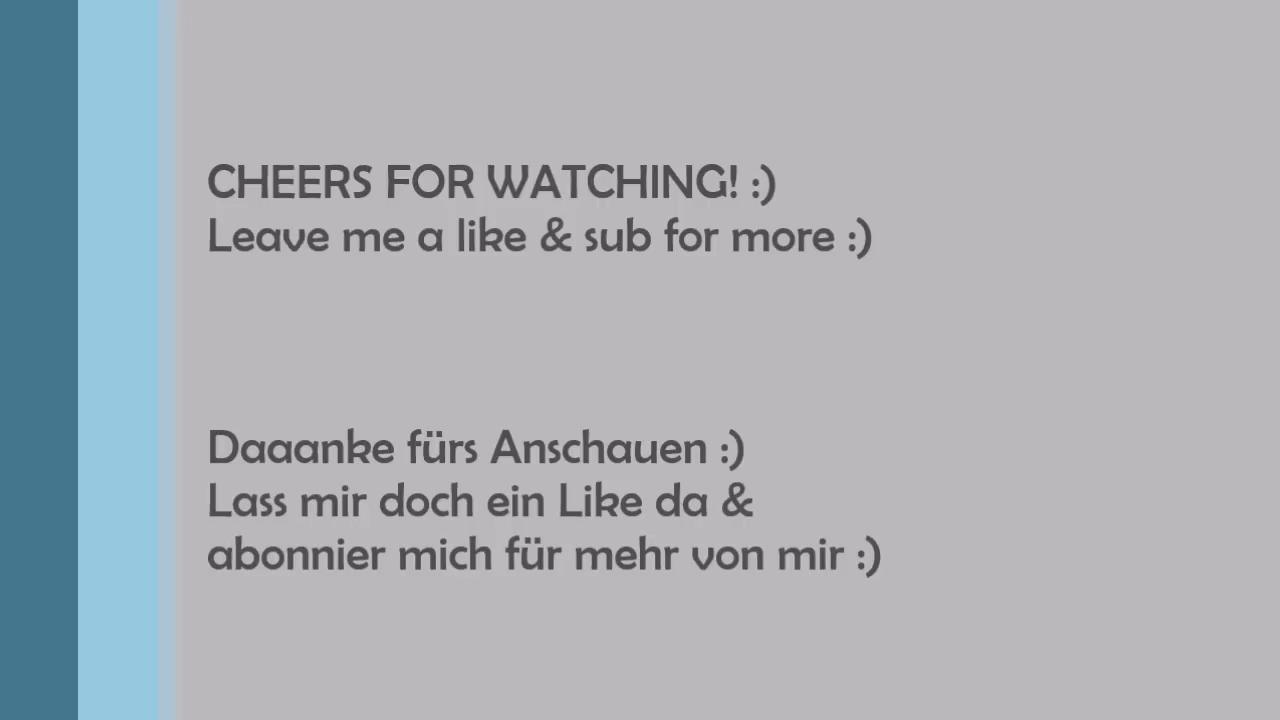 CHEERS FOR WATCHING! :)
Leave me a like & sub for more :)
Daaanke fürs Anschauen :)
Lass mir doch ein Like da &
abonnier mich für mehr von mir :)